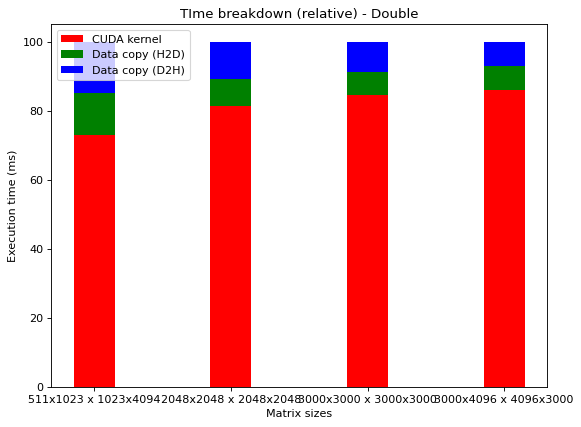 TIme breakdown (relative) - Double
CUDA kernel
Data copy (H2D)
Data copy (D2H)
100
80
60
40
20
0
Execution time (ms)
511x1023 x 1023x4094
2048x2048 x 2048x2048
3000x3000 x 3000x3000
3000x4096 x 4096x3000
Matrix sizes